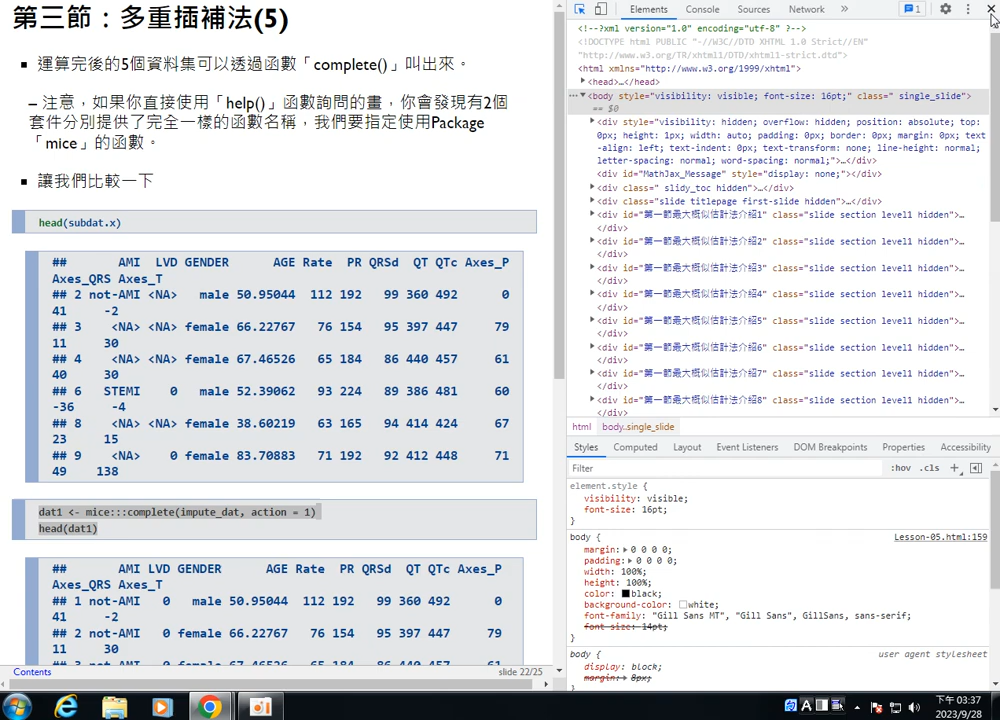 第三節：多重插補法(5)
▪ 運算完後的5個資料集可以透過函數「complete()」叫出來。
– 注意，如果你直接使用「help()」函數詢問的畫，你會發現有2個
套件分別提供了完全一樣的函數名稱，我們要指定使用Package
「mice」的函數。
▪ 讓我們比較一下
head(subdat.x)
## AMI LVD GENDER AGE Rate PR QRSd QT QTc Axes_P
Axes_QRS Axes_T
## 2 not-AMI <NA> male 50.95044 112 192 99 360 492 0
41 -2
## 3 <NA> <NA> female 66.22767 76 154 95 397 447 79
11 30
## 4 <NA> <NA> female 67.46526 65 184 86 440 457 61
40 30
## 6 STEMI 0 male 52.39062 93 224 89 386 481 60
-36 -4
## 8 <NA> <NA> female 38.60219 63 165 94 414 424 67
23 15
## 9 <NA> 0 female 83.70883 71 192 92 412 448 71
49 138
dat1 <- mice:::complete(impute_dat, action = 1)
head(dat1)
## AMI LVD GENDER AGE Rate PR QRSd QT QTc Axes_P
Axes_QRS Axes_T
## 1 not-AMI 0 male 50.95044 112 192 99 360 492 0
41 -2
## 2 not-AMI 0 female 66.22767 76 154 95 397 447 79
11 30
## 3 not-AMI 0 female 67.46526 65 184 86 440 457 61
Contents
slide 22/25
Elements Console Sources Network » 1
<!--?xml version="1.0" encoding="utf-8" ?-->
<!DOCTYPE html PUBLIC "-//W3C//DTD XHTML 1.0 Strict//EN"
"http://www.w3.org/TR/xhtml1/DTD/xhtml1-strict.dtd">
<html xmlns="http://www.w3.org/1999/xhtml">
<head>…</head>
<body style="visibility: visible; font-size: 16pt;" class=" single_slide">
== $0
<div style="visibility: hidden; overflow: hidden; position: absolute; top:
0px; height: 1px; width: auto; padding: 0px; border: 0px; margin: 0px; text
-align: left; text-indent: 0px; text-transform: none; line-height: normal;
letter-spacing: normal; word-spacing: normal;">…</div>
<div id="MathJax_Message" style="display: none;"></div>
<div class=" slidy_toc hidden">…</div>
<div class="slide titlepage first-slide hidden">…</div>
<div id="第一節最大概似估計法介紹1" class="slide section level1 hidden">…
</div>
<div id="第一節最大概似估計法介紹2" class="slide section level1 hidden">…
</div>
<div id="第一節最大概似估計法介紹3" class="slide section level1 hidden">…
</div>
<div id="第一節最大概似估計法介紹4" class="slide section level1 hidden">…
</div>
<div id="第一節最大概似估計法介紹5" class="slide section level1 hidden">…
</div>
<div id="第一節最大概似估計法介紹6" class="slide section level1 hidden">…
</div>
<div id="第一節最大概似估計法介紹7" class="slide section level1 hidden">…
</div>
<div id="第一節最大概似估計法介紹8" class="slide section level1 hidden">…
</div>
html body.single_slide
Styles Computed Layout Event Listeners DOM Breakpoints Properties Accessibility
Filter :hov .cls +
element.style {
visibility: visible;
font-size: 16pt;
}
body { Lesson-05.html:159
margin: 0 0 0 0;
padding: 0 0 0 0;
width: 100%;
height: 100%;
color: black;
background-color: white;
font-family: "Gill Sans MT", "Gill Sans", GillSans, sans-serif;
font-size: 14pt;
}
body { user agent stylesheet
display: block;
margin: 8px;
A
下午 03:37
2023/9/28